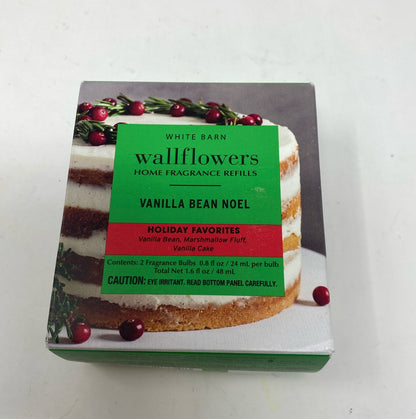 WHITE BARN
wallflowers
HOME FRAGRANCE REFILLS
VANILLA BEAN NOEL
HOLIDAY FAVORITES
Vanilla Bean, Marshmallow Fluff,
Vanilla Cake
Contents: 2 Fragrance Bulbs 0.8 fl oz / 24 mL per bulb
Total Net 1.6 fl oz / 48 mL
CAUTION: EYE IRRITANT. READ BOTTOM PANEL CAREFULLY.